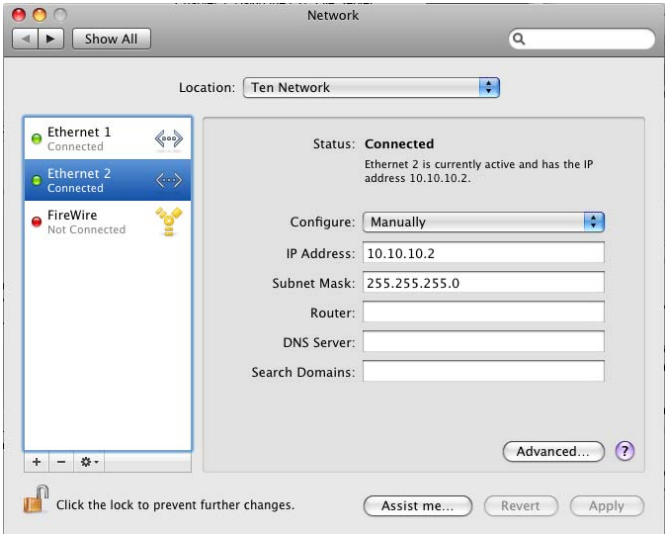 Network
Show All
Location: Ten Network
Ethernet 1
Connected
Ethernet 2
Connected
FireWire
Not Connected
Status: Connected
Ethernet 2 is currently active and has the IP
address 10.10.10.2.
Configure: Manually
IP Address: 10.10.10.2
Subnet Mask: 255.255.255.0
Router:
DNS Server:
Search Domains:
Advanced... ?
+ −
Click the lock to prevent further changes.
Assist me... Revert Apply